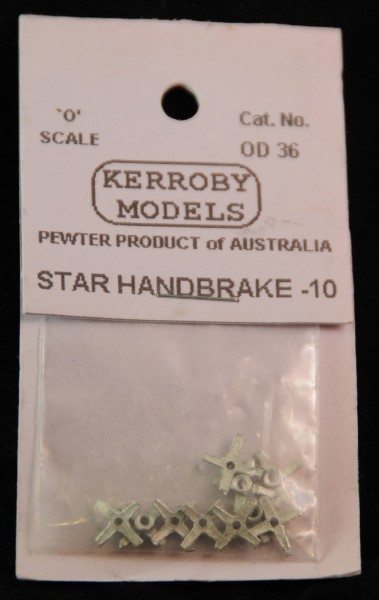 'O'
SCALE
Cat. No.
OD 36
KERROBY
MODELS
PEWTER PRODUCT of AUSTRALIA
STAR HANDBRAKE -10